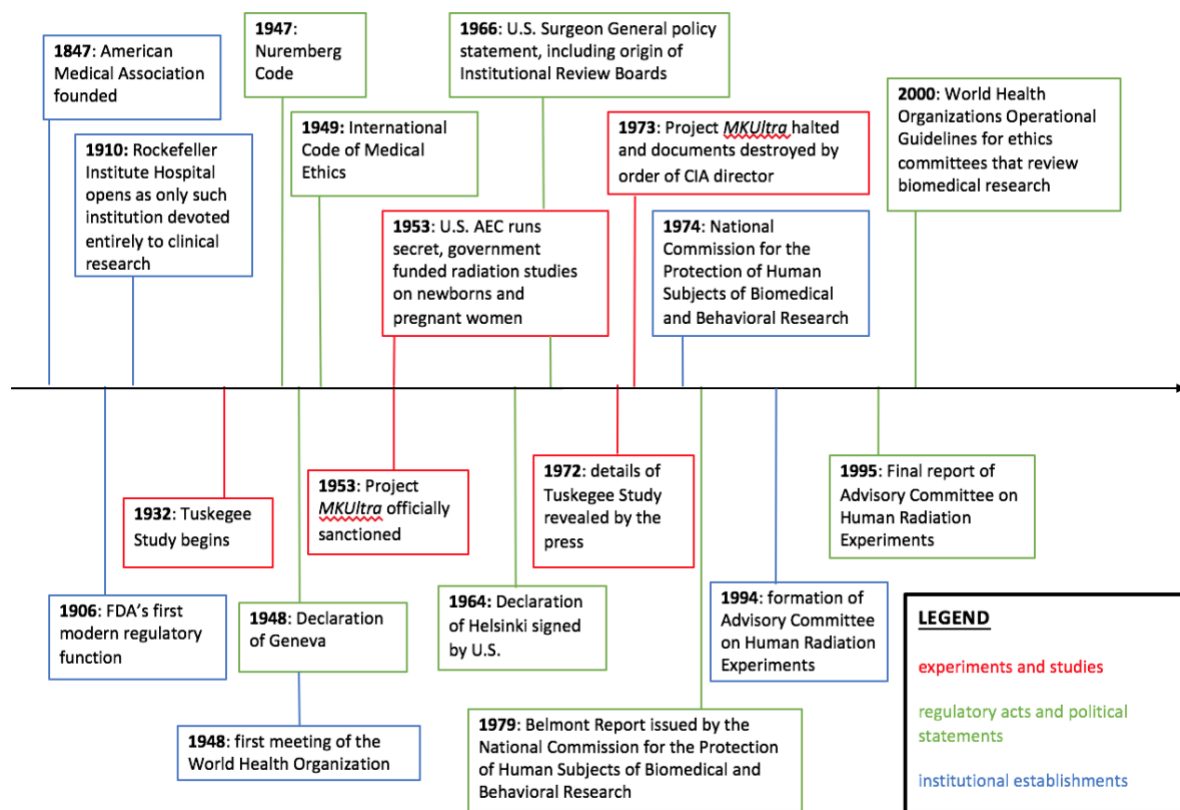 1847: American
Medical Association
founded
1910: Rockefeller
Institute Hospital
opens as only such
institution devoted
entirely to clinical
research
1947:
Nuremberg
Code
1949: International
Code of Medical
Ethics
1953: U.S. AEC runs
secret, government
funded radiation studies
on newborns and
pregnant women
1966: U.S. Surgeon General policy
statement, including origin of
Institutional Review Boards
1973: Project MKUltra halted
and documents destroyed by
order of CIA director
1974: National
Commission for the
Protection of Human
Subjects of Biomedical
and Behavioral Research
2000: World Health
Organizations Operational
Guidelines for ethics
committees that review
biomedical research
1932: Tuskegee
Study begins
1906: FDA's first
modern regulatory
function
1948: Declaration
of Geneva
1948: first meeting of the
World Health Organization
1953: Project
MKUltra officially
sanctioned
1964: Declaration
of Helsinki signed
by U.S.
1972: details of
Tuskegee Study
revealed by the
press
1979: Belmont Report issued by the
National Commission for the Protection
of Human Subjects of Biomedical and
Behavioral Research
1994: formation of
Advisory Committee
on Human Radiation
Experiments
1995: Final report of
Advisory Committee on
Human Radiation
Experiments
LEGEND
experiments and studies
regulatory acts and political
statements
institutional establishments